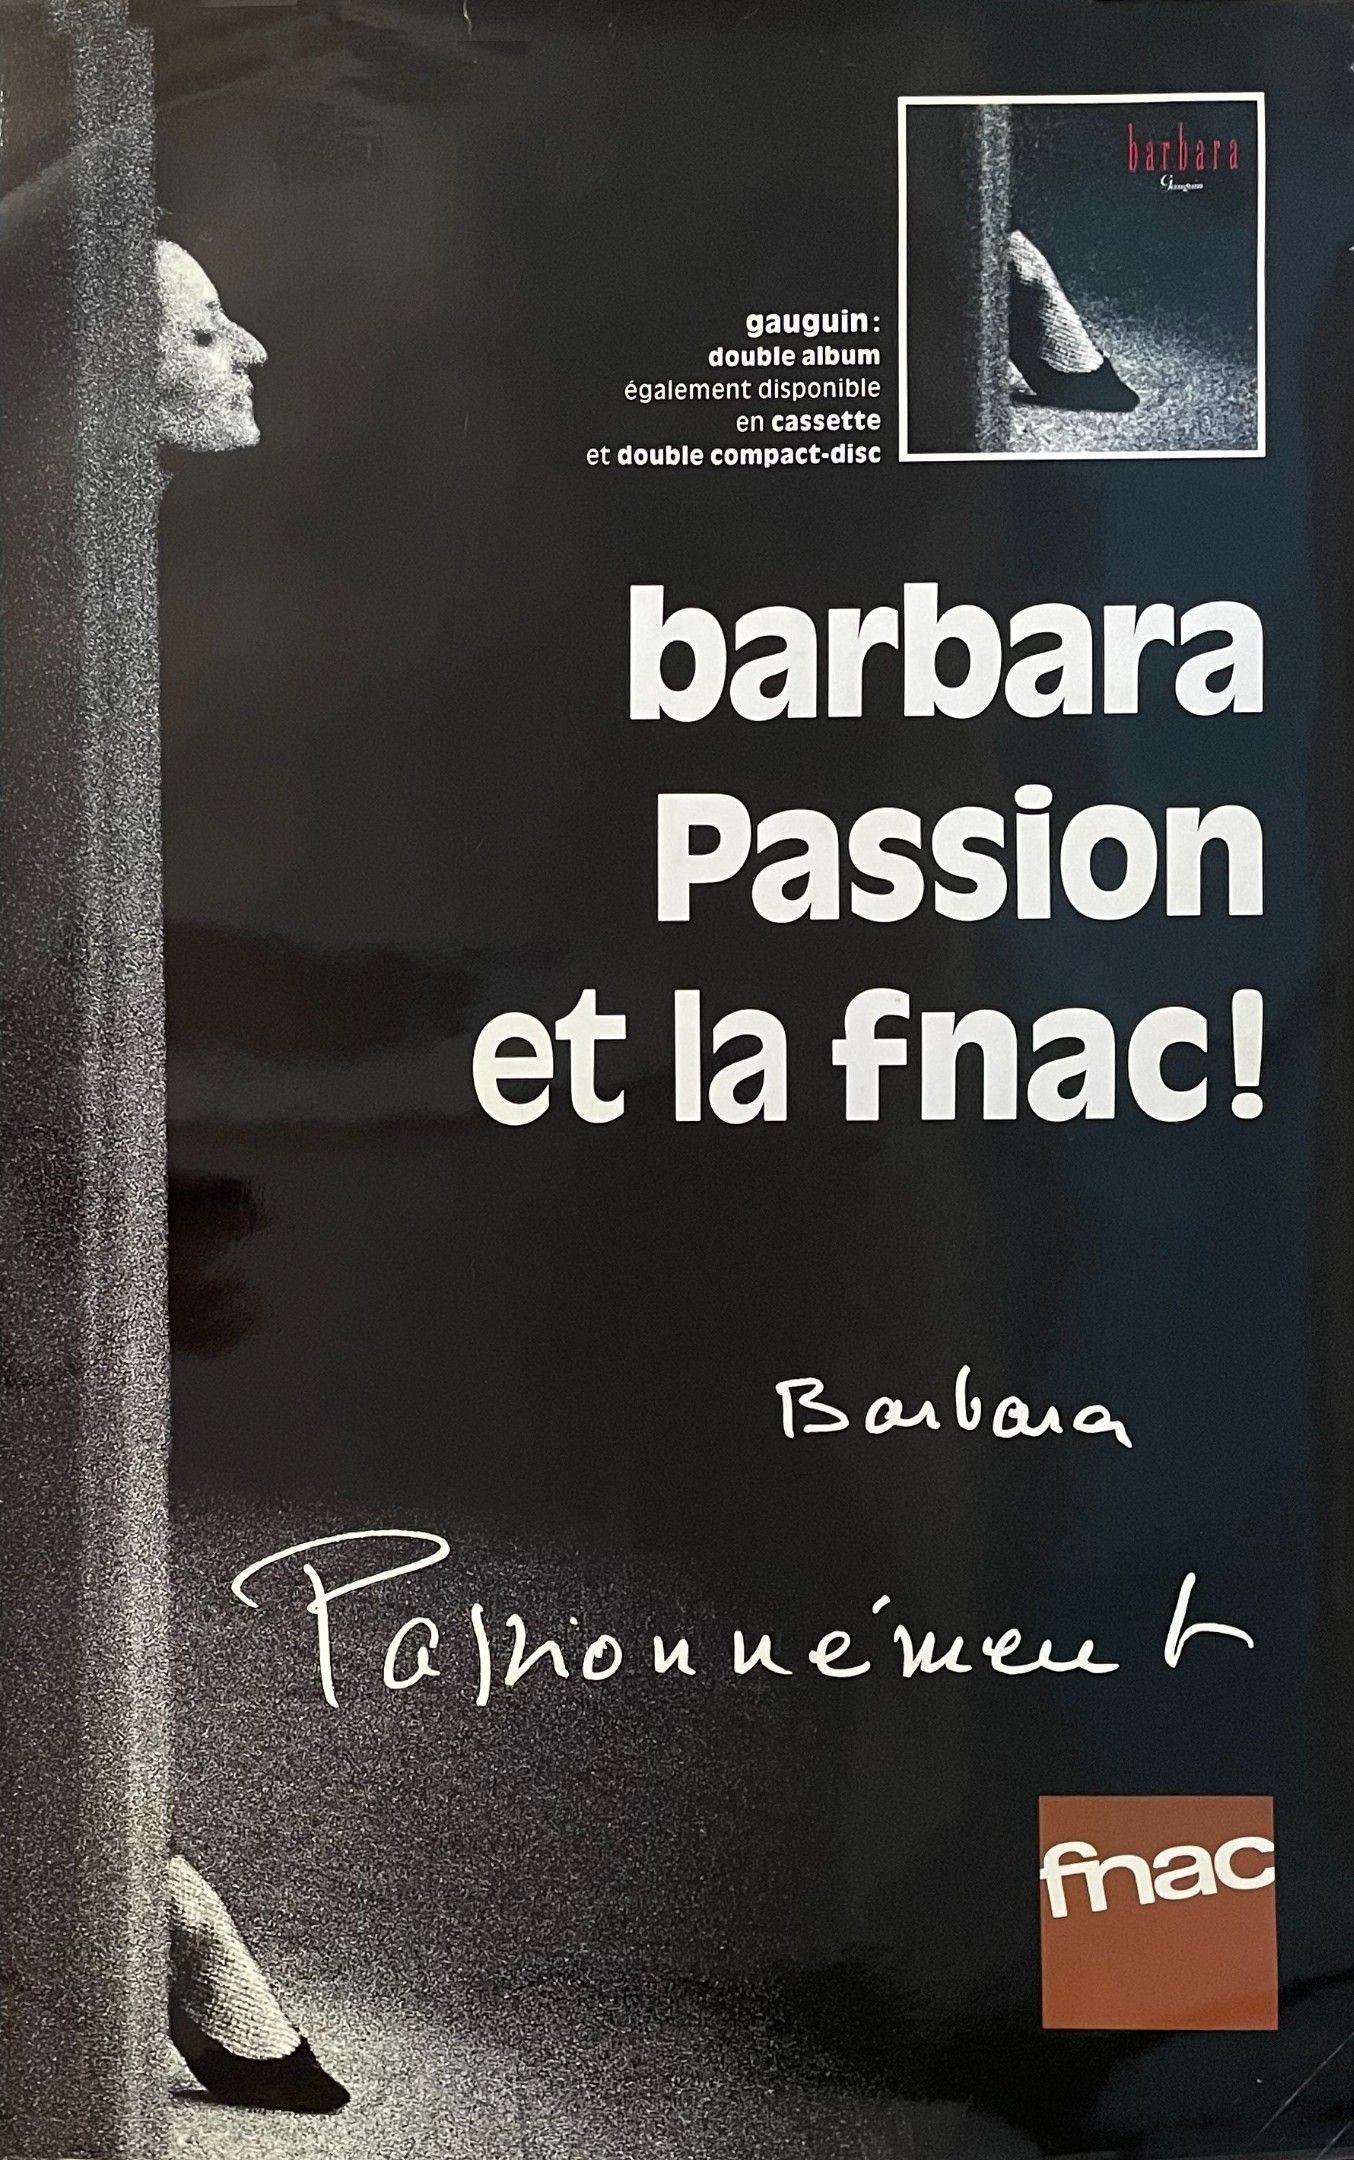 barbara
Gauguin
gauguin :
double album
également disponible
en cassette
et double compact-disc
barbara
Passion
et la fnac !
Barbara
Passionnément
fnac